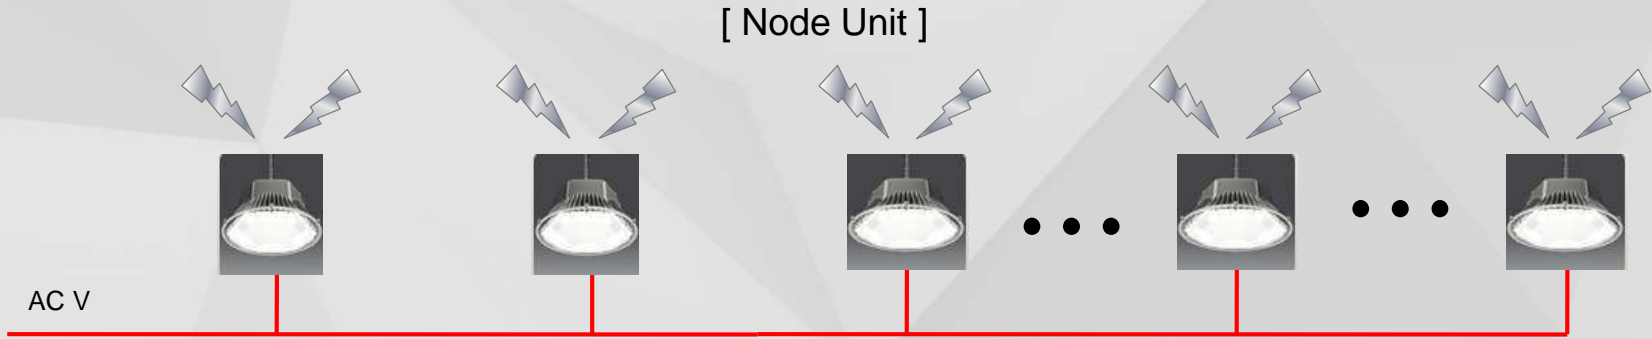 [ Node Unit ]
AC V